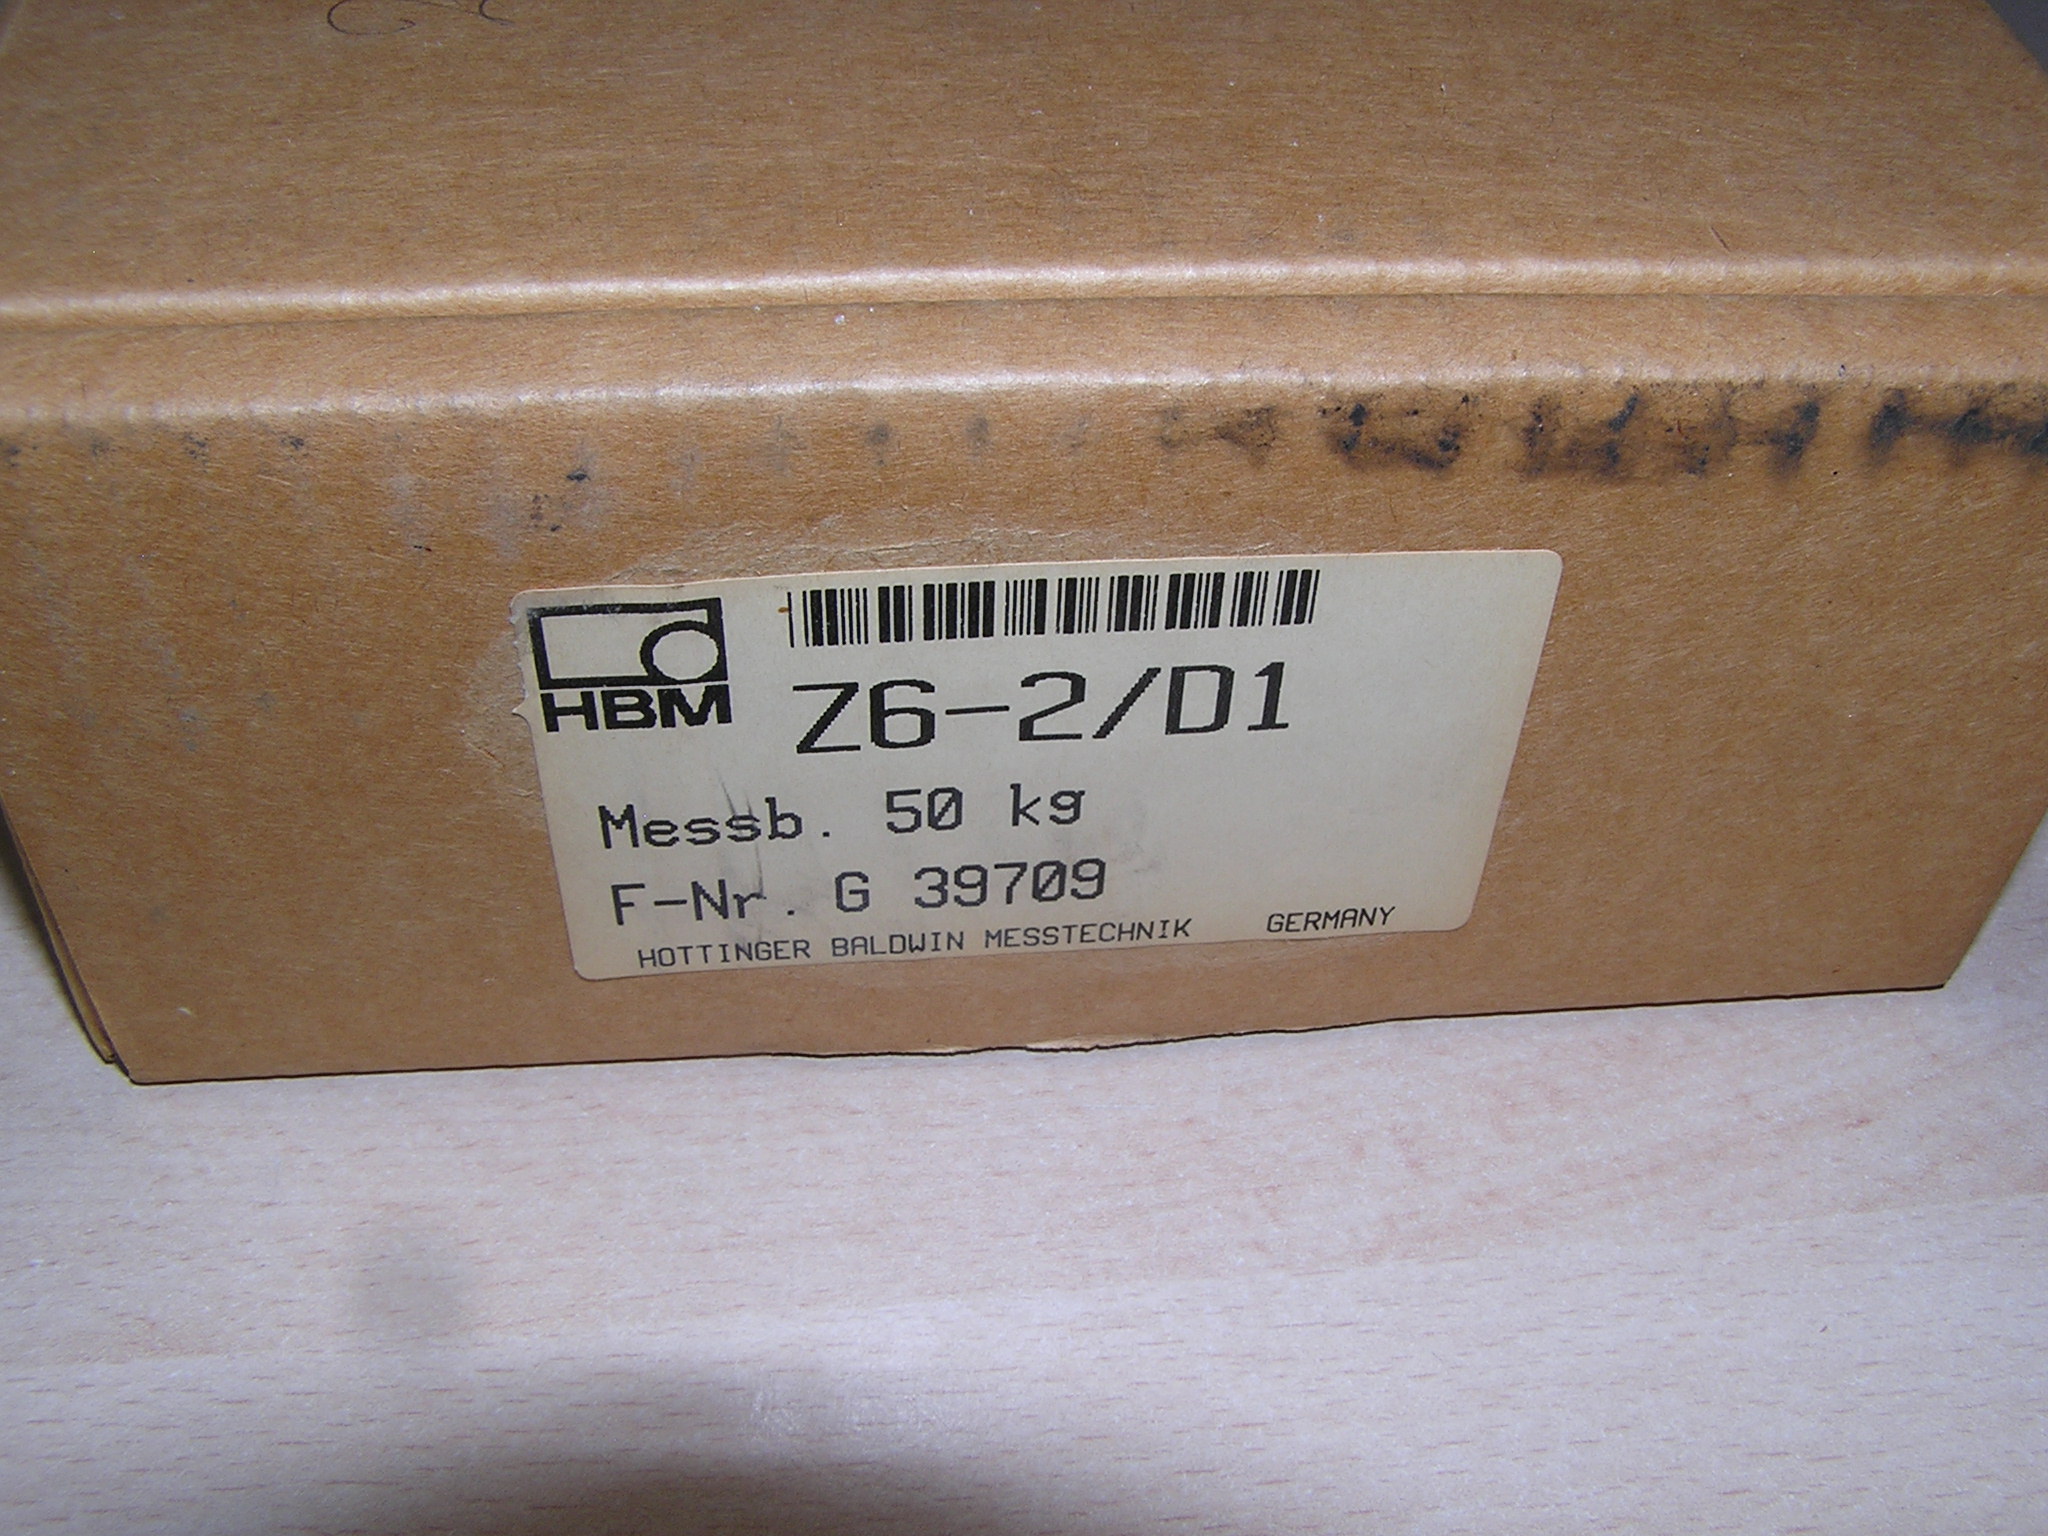 HBM
Z6-2/D1
Messb. 50 kg
F-Nr. G 39709
HOTTINGER BALDWIN MESSTECHNIK GERMANY